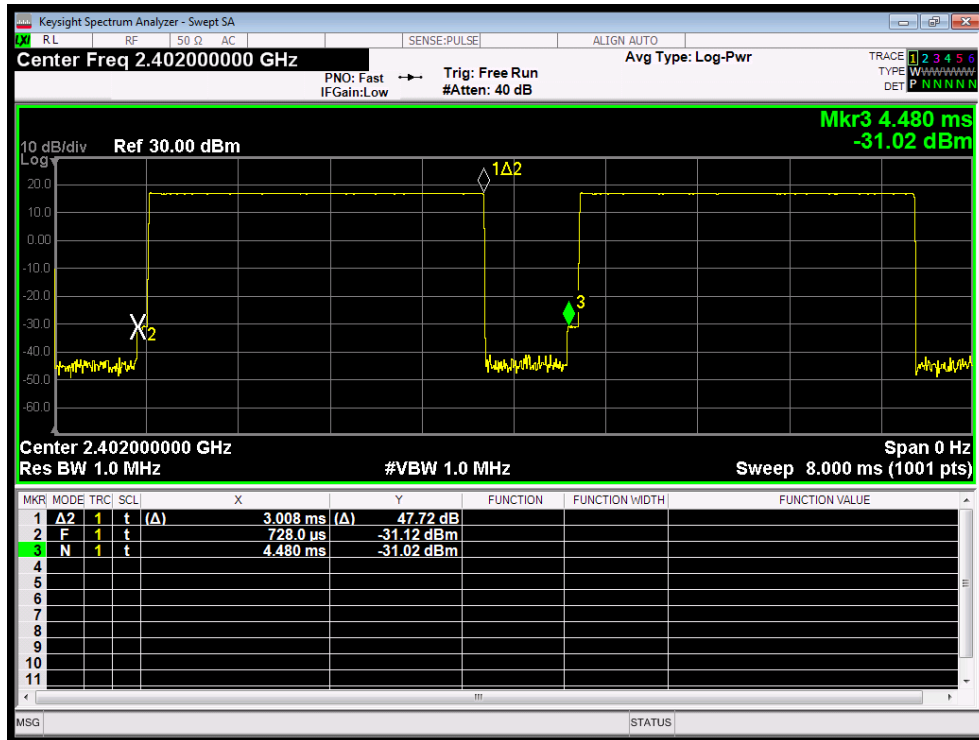 Keysight Spectrum Analyzer - Swept SA
LXI RL RF 50 Ω AC SENSE:PULSE ALIGN AUTO
Center Freq 2.402000000 GHz
PNO: Fast
IFGain:Low
Trig: Free Run
#Atten: 40 dB
Avg Type: Log-Pwr
TRACE 1 2 3 4 5 6
TYPE WWWWWW
DET P N N N N N
Mkr3 4.480 ms
-31.02 dBm
10 dB/div Ref 30.00 dBm
Log
20.0
10.0
0.00
-10.0
-20.0
-30.0
-40.0
-50.0
-60.0
1Δ2
2
3
Center 2.402000000 GHz Span 0 Hz
Res BW 1.0 MHz #VBW 1.0 MHz Sweep 8.000 ms (1001 pts)
MKR MODE TRC SCL X Y FUNCTION FUNCTION WIDTH FUNCTION VALUE
1 Δ2 1 t (Δ) 3.008 ms (Δ) 47.72 dB
2 F 1 t 728.0 µs -31.12 dBm
3 N 1 t 4.480 ms -31.02 dBm
4
5
6
7
8
9
10
11
MSG STATUS